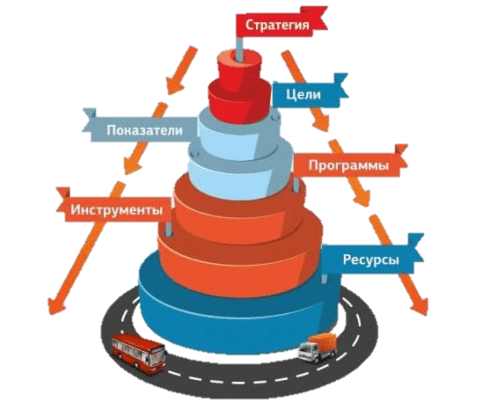 Стратегия
Цели
Показатели
Программы
Инструменты
Ресурсы